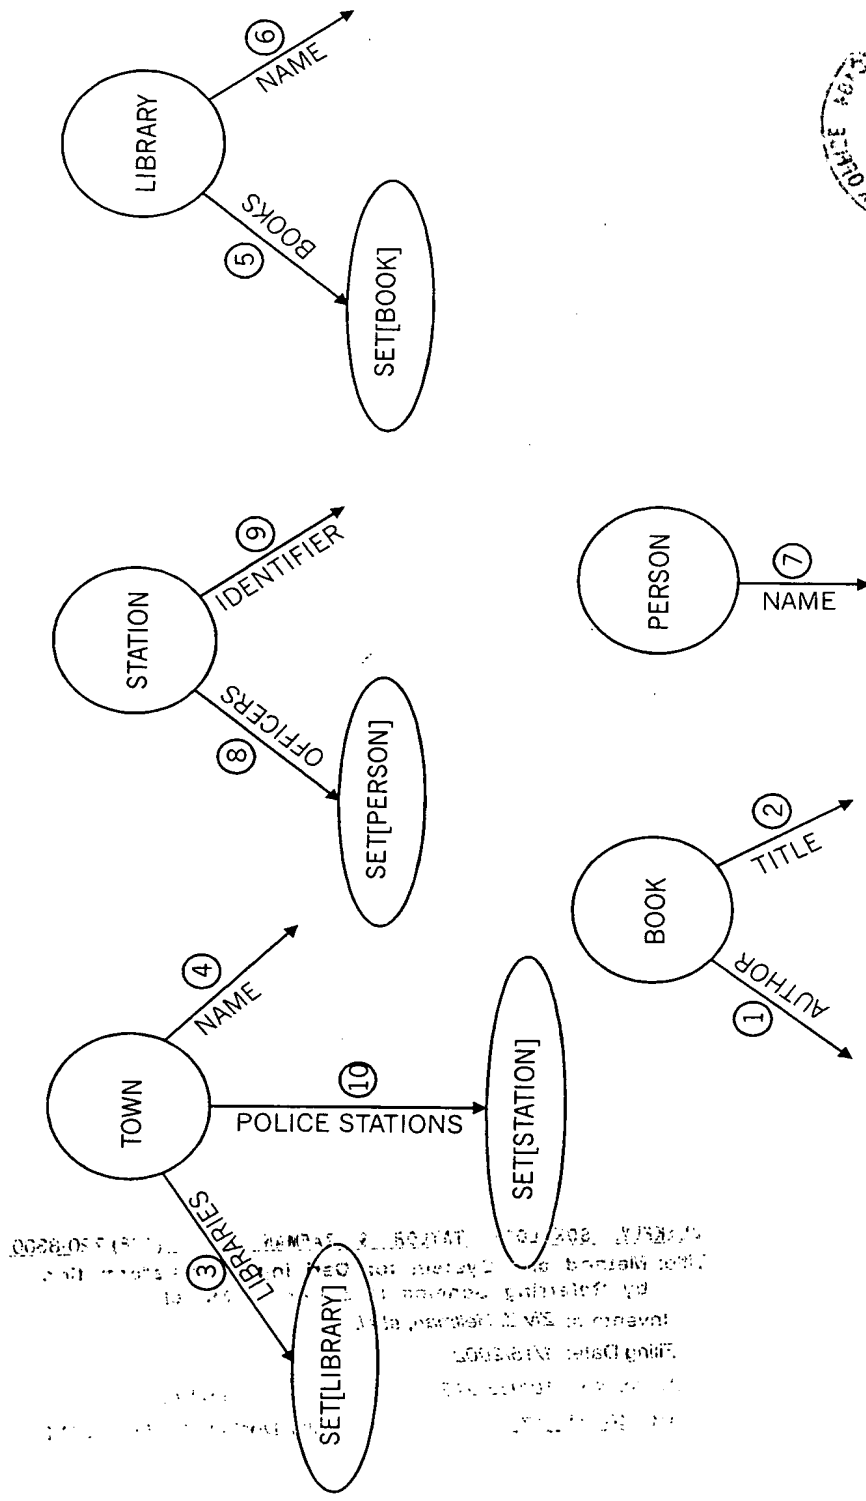 TOWN
③
LIBRARIES
SET[LIBRARY]
⑩
POLICE STATIONS
SET[STATION]
④
NAME
STATION
⑧
OFFICERS
SET[PERSON]
⑨
IDENTIFIER
LIBRARY
⑤
BOOKS
SET[BOOK]
⑥
NAME
BOOK
①
AUTHOR
②
TITLE
PERSON
⑦
NAME
OFFICE
Filing Date: